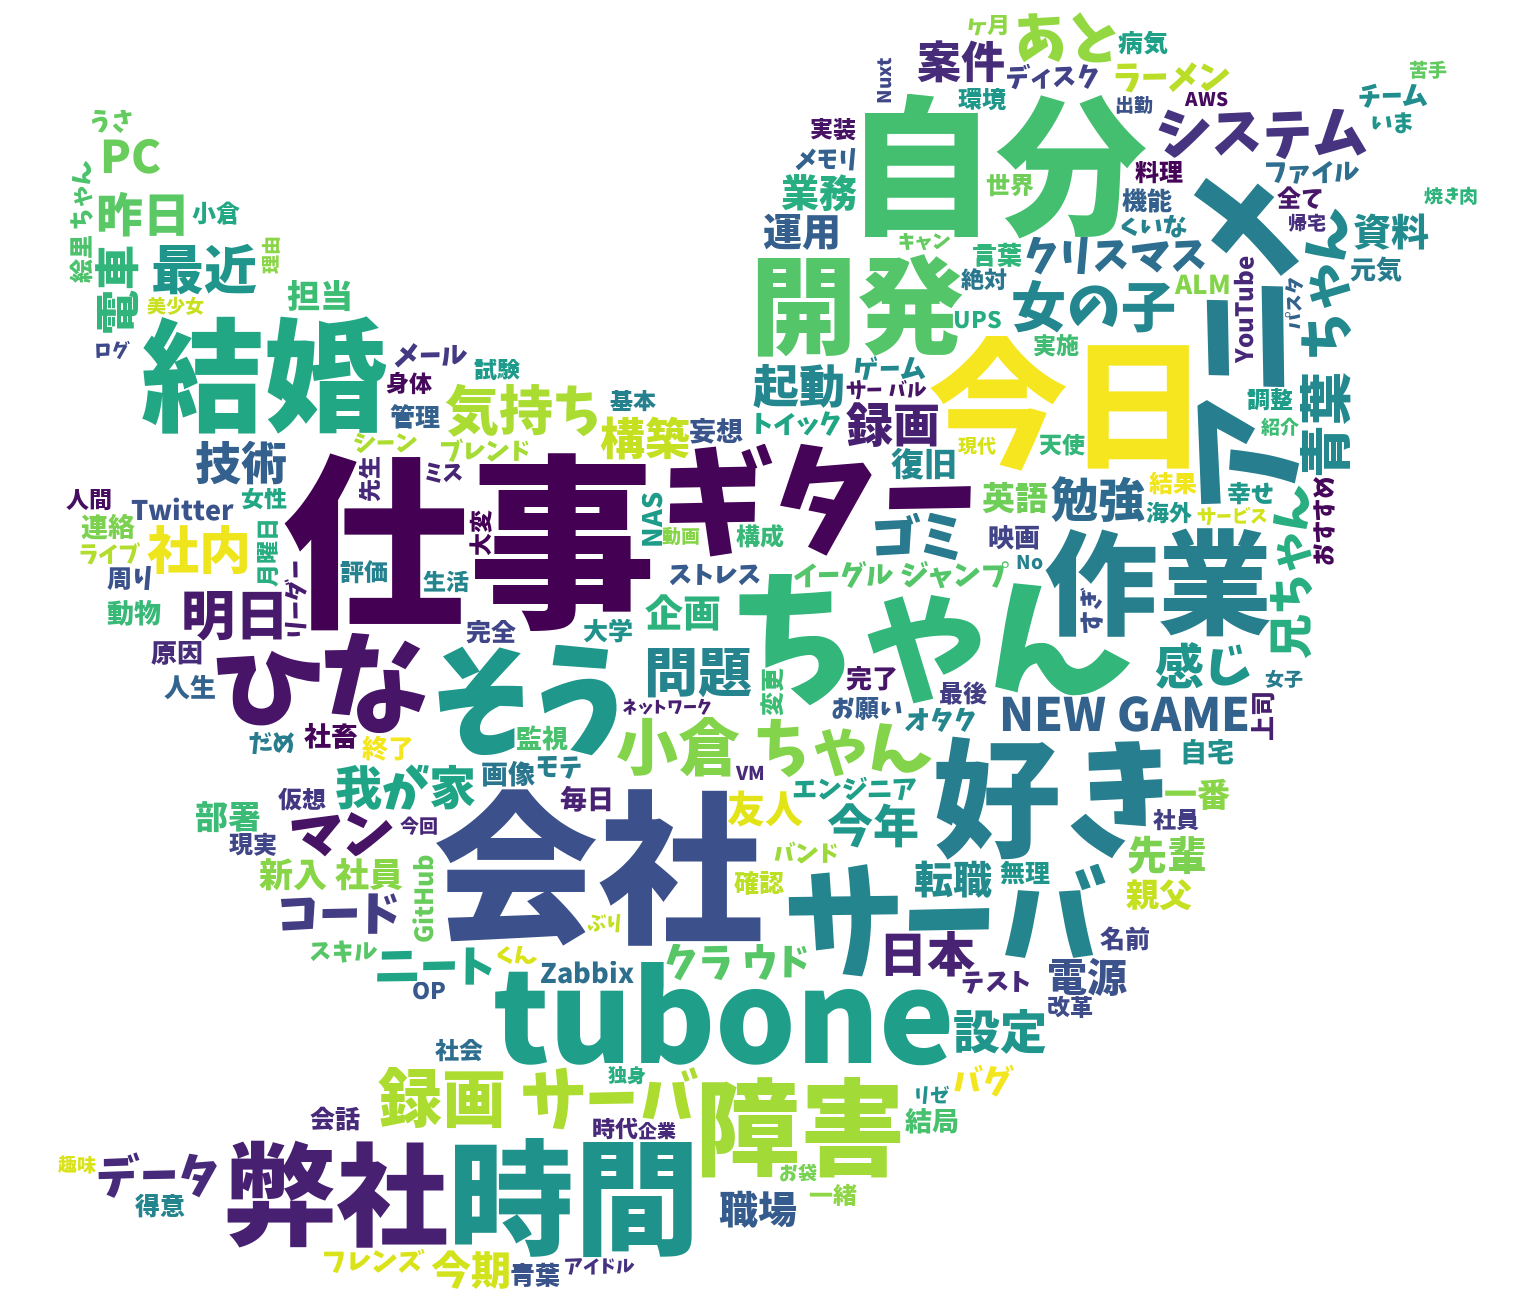 ケ月
あと
病気
案件
ディスク
ラーメン
苦手
Nuxt
環境
出勤
AWS
チーム
いま
うさ
PC
実装
自分
システム
メモリ
世界
料理
ファイル
絵里 ちゃん
昨日
小倉
業務
機能
全て
焼き肉
運用
キャン
くいな
帰宅
資料
電車
最近
理由
言葉
クリスマス
アニメ
元気
担当
美少女
開発
絶対
女の子
ALM
YouTube
パスタ
青葉 ちゃん
ログ
結婚
メール
試験
UPS
実施
今日
身体
起動
ゲーム
サー バル
管理
気持ち
基本
トイック
録画
調整
紹介
シーン
ブレンド
構築
妄想
現代
天使
技術
先生
ミス
ギター
復旧
結果
幸せ
おすすめ
人間
Twitter
女性
仕事
大変
NAS
動画
構成
英語
勉強
海外
サービス
連絡
ライブ
社内
月曜日
ゴミ
映画
No
作業
周り
評価
生活
ストレス
イーグル ジャンプ
動物
明日
リーダー
企画
ちゃん
すぎ
兄ちゃん
完全
大学
原因
人生
ひな
そう
問題
変更
完了
最後
感じ
女子
ネットワーク
お願い
オタク
NEW GAME
上司
だめ
社畜
終了
監視
小倉 ちゃん
自宅
我が家
画像
モテ
VM
好き
仮想
毎日
エンジニア
一番
部署
マン
今回
会社
友人
今年
社員
現実
バンド
先輩
新入 社員
GitHub
確認
サーバ
転職
無理
親父
コード
ぶり
スキル
ニート
くん
クラ ウド
日本
名前
OP
Zabbix
テスト
電源
tubone
改革
設定
社会
録画 サーバ
独身
バグ
障害
リゼ
会話
時代
企業
結局
趣味
データ
弊社
時間
お袋
一緒
得意
職場
フレンズ
今期
青葉
アイドル